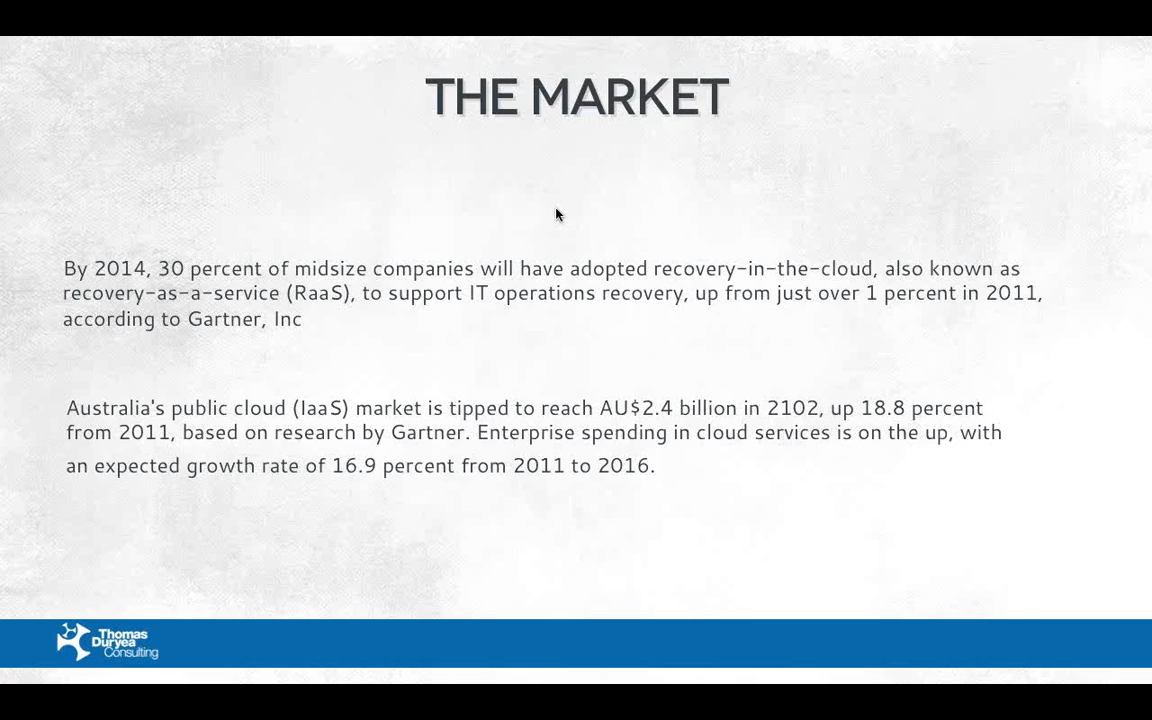 THE MARKET
By 2014, 30 percent of midsize companies will have adopted recovery-in-the-cloud, also known as
recovery-as-a-service (RaaS), to support IT operations recovery, up from just over 1 percent in 2011,
according to Gartner, Inc
Australia's public cloud (IaaS) market is tipped to reach AU$2.4 billion in 2102, up 18.8 percent
from 2011, based on research by Gartner. Enterprise spending in cloud services is on the up, with
an expected growth rate of 16.9 percent from 2011 to 2016.
Thomas
Duryea
Consulting